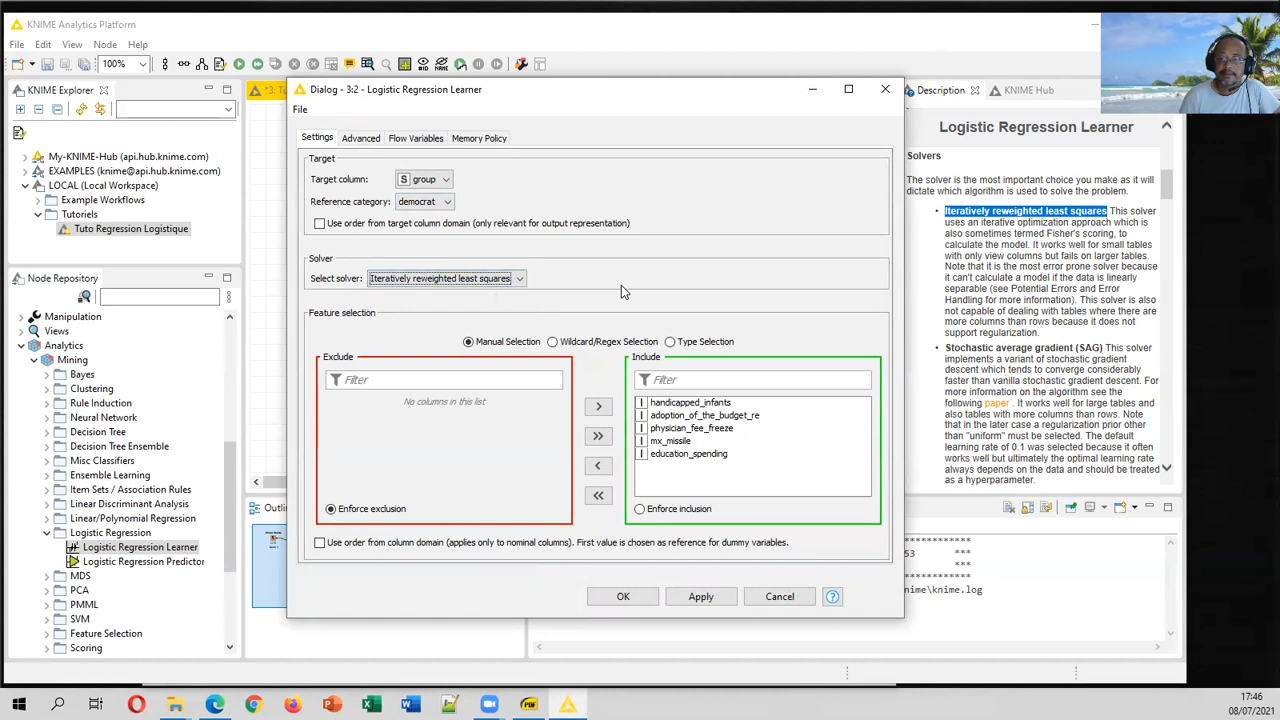 KNIME Analytics Platform
File Edit View Node Help
100%
KNIME Explorer
My-KNIME-Hub (api.hub.knime.com)
EXAMPLES (knime@api.hub.knime.com)
LOCAL (Local Workspace)
Example Workflows
Tutoriels
Tuto Regression Logistique
Node Repository
Manipulation
Views
Analytics
Mining
Bayes
Clustering
Rule Induction
Neural Network
Decision Tree
Decision Tree Ensemble
Misc Classifiers
Ensemble Learning
Item Sets / Association Rules
Linear Discriminant Analysis
Linear/Polynomial Regression
Logistic Regression
Logistic Regression Learner
Logistic Regression Predictor
MDS
PCA
PMML
SVM
Feature Selection
Scoring
Dialog - 3:2 - Logistic Regression Learner
File
Settings Advanced Flow Variables Memory Policy
Target
Target column: S group
Reference category: democrat
Use order from target column domain (only relevant for output representation)
Solver
Select solver: Iteratively reweighted least squares
Feature selection
Manual Selection Wildcard/Regex Selection Type Selection
Exclude
Filter
No columns in this list
Enforce exclusion
Include
Filter
I handicapped_infants
I adoption_of_the_budget_re
I physician_fee_freeze
I mx_missile
I education_spending
Enforce inclusion
> 
>>
<
<<
Use order from column domain (applies only to nominal columns). First value is chosen as reference for dummy variables.
OK Apply Cancel ?
*3: Tu
Outlin
Description KNIME Hub
Logistic Regression Learner
Solvers
The solver is the most important choice you make as it will
dictate which algorithm is used to solve the problem.
• Iteratively reweighted least squares This solver
uses an iterative optimization approach which is
also sometimes termed Fisher's scoring, to
calculate the model. It works well for small tables
with only view columns but fails on larger tables.
Note that it is the most error prone solver because
it can't calculate a model if the data is linearly
separable (see Potential Errors and Error
Handling for more information). This solver is also
not capable of dealing with tables where there are
more columns than rows because it does not
support regularization.
• Stochastic average gradient (SAG) This solver
implements a variant of stochastic gradient
descent which tends to converge considerably
faster than vanilla stochastic gradient descent. For
more information on the algorithm see the
following paper . It works well for large tables and
also with more columns than rows. Note that
in the later case a regularization prior other
than "uniform" must be selected. The default
learning rate of 0.1 was selected because it often
works well but ultimately the optimal learning rate
always depends on the data and should be treated
as a hyperparameter.
************
53 ***
***
************
nime\knime.log
17:46
08/07/2021